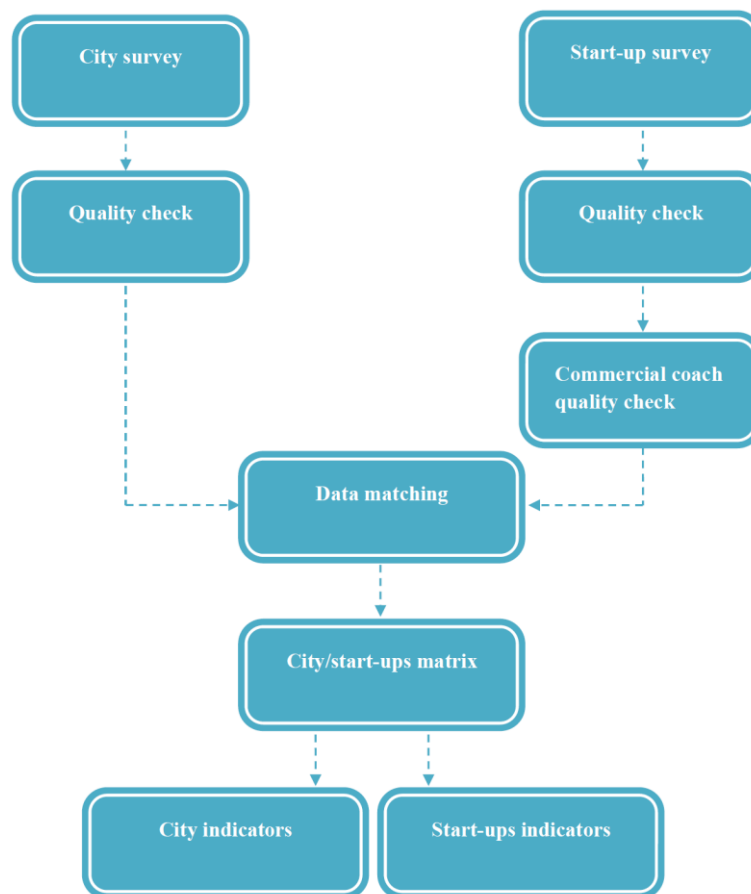 City survey
Start-up survey
Quality check
Quality check
Commercial coach
quality check
Data matching
City/start-ups matrix
City indicators
Start-ups indicators